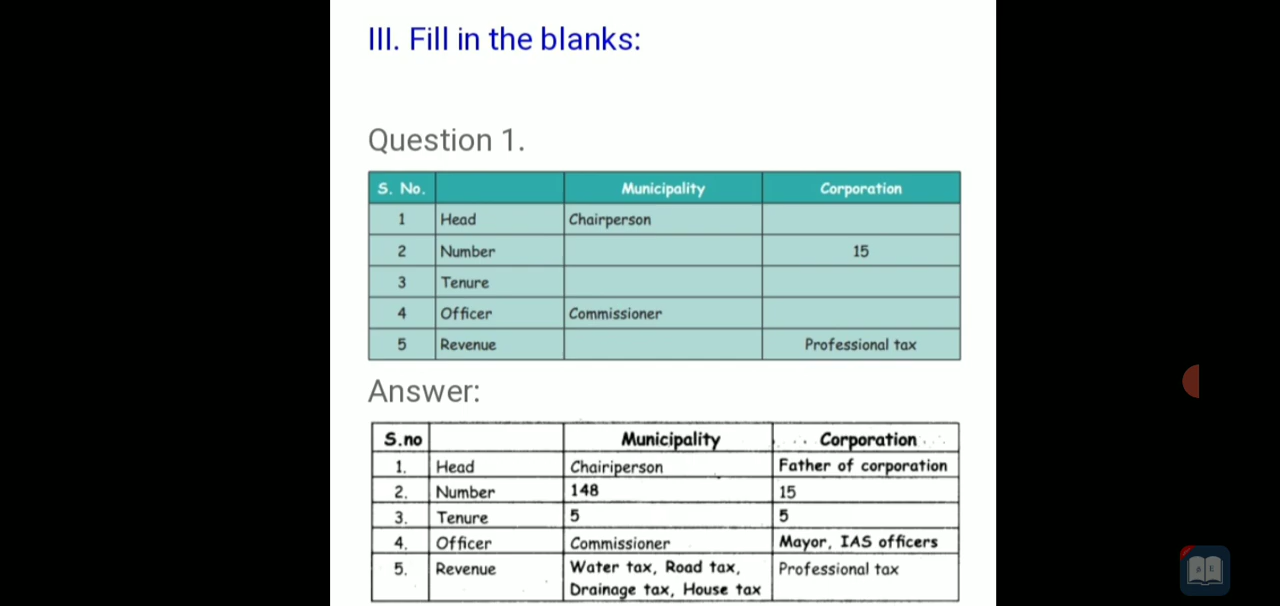 III. Fill in the blanks:
Question 1.
S. No. Municipality Corporation
1 Head Chairperson
2 Number 15
3 Tenure
4 Officer Commissioner
5 Revenue Professional tax
Answer:
S.no Municipality Corporation
1. Head Chairiperson Father of corporation
2. Number 148 15
3. Tenure 5 5
4. Officer Commissioner Mayor, IAS officers
5. Revenue Water tax, Road tax, Professional tax
Drainage tax, House tax
A E